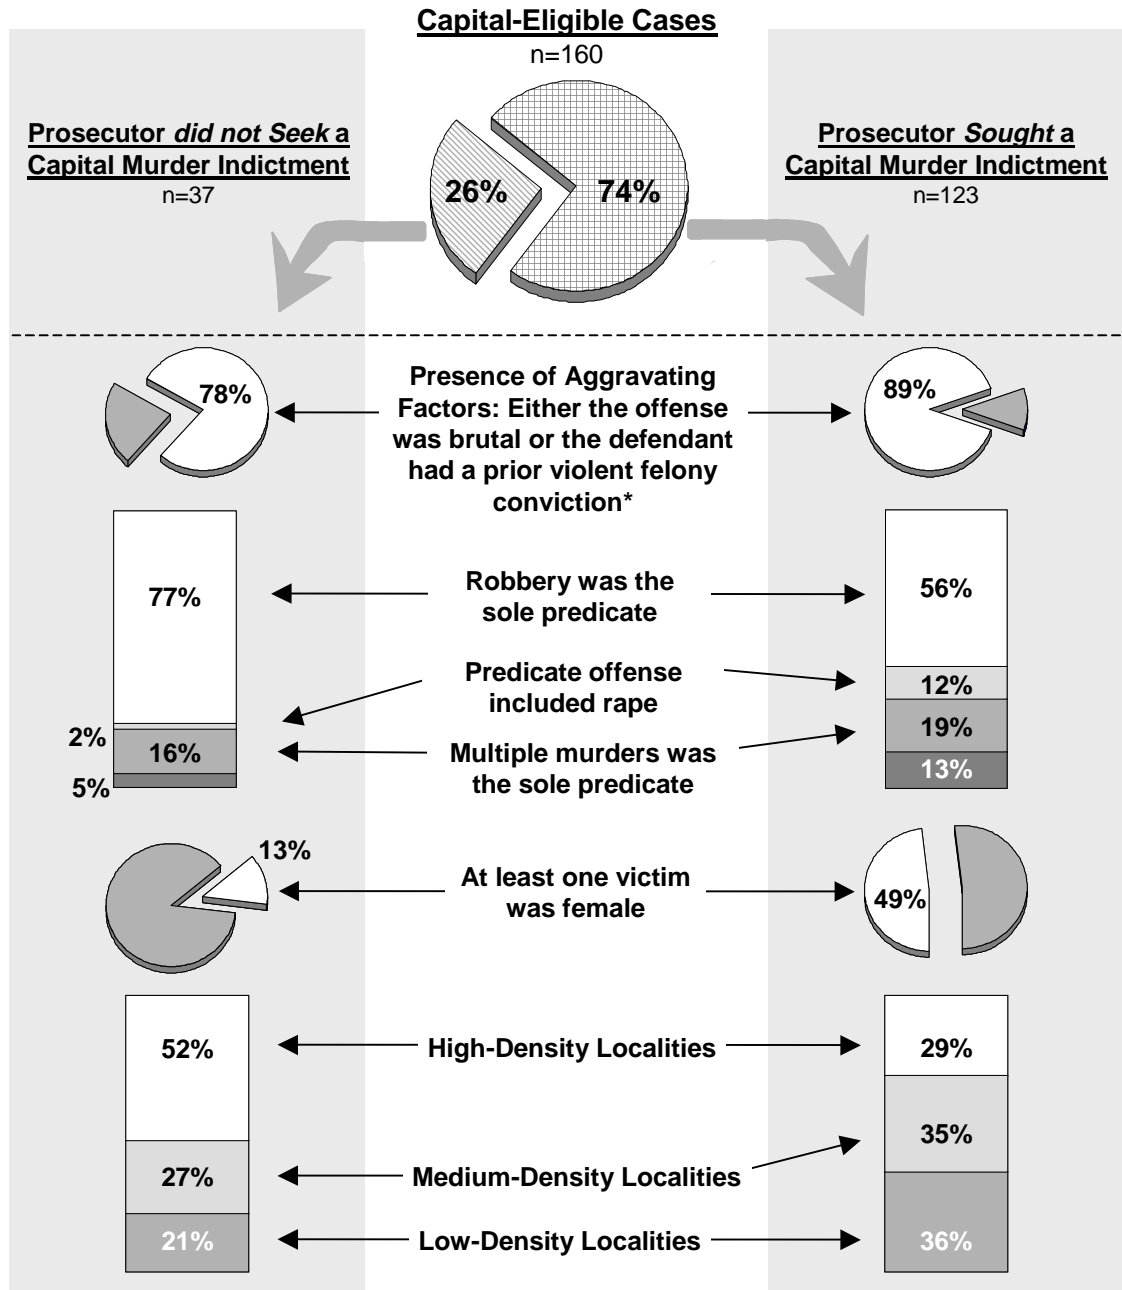 Capital-Eligible Cases
n=160
Prosecutor did not Seek a
Capital Murder Indictment
n=37
Prosecutor Sought a
Capital Murder Indictment
n=123
26%
74%
78%
Presence of Aggravating
Factors: Either the offense
was brutal or the defendant
had a prior violent felony
conviction*
89%
77%
Robbery was the
sole predicate
56%
Predicate offense
included rape
12%
2%
16%
Multiple murders was
the sole predicate
19%
5%
13%
13%
At least one victim
was female
49%
52%
High-Density Localities
29%
27%
Medium-Density Localities
35%
21%
Low-Density Localities
36%